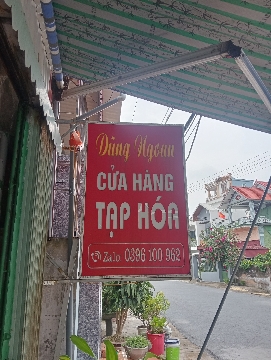 Dũng Ngoan
CỬA HÀNG
TẠP HÓA
Zalo: 0396 100 962